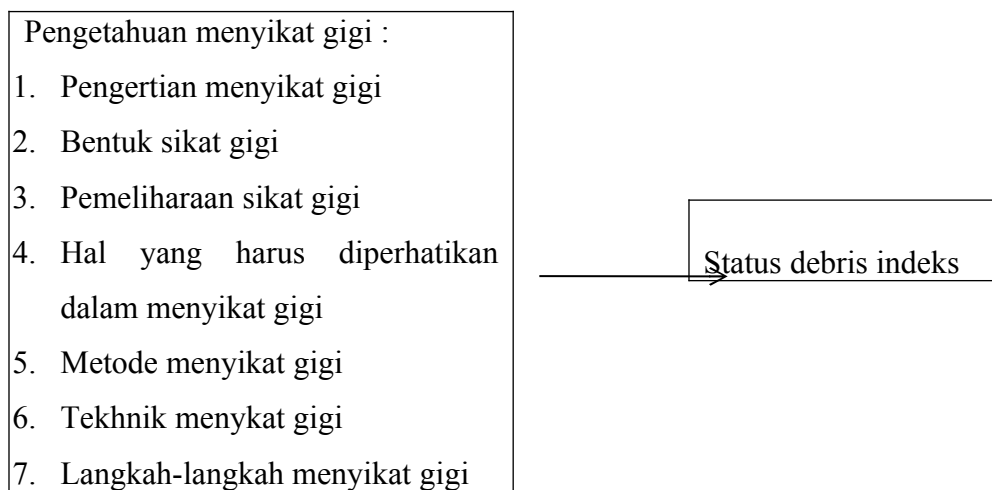 Pengetahuan menyikat gigi :
1. Pengertian menyikat gigi
2. Bentuk sikat gigi
3. Pemeliharaan sikat gigi
4. Hal yang harus diperhatikan
dalam menyikat gigi
5. Metode menyikat gigi
6. Tekhnik menykat gigi
7. Langkah-langkah menyikat gigi
Status debris indeks